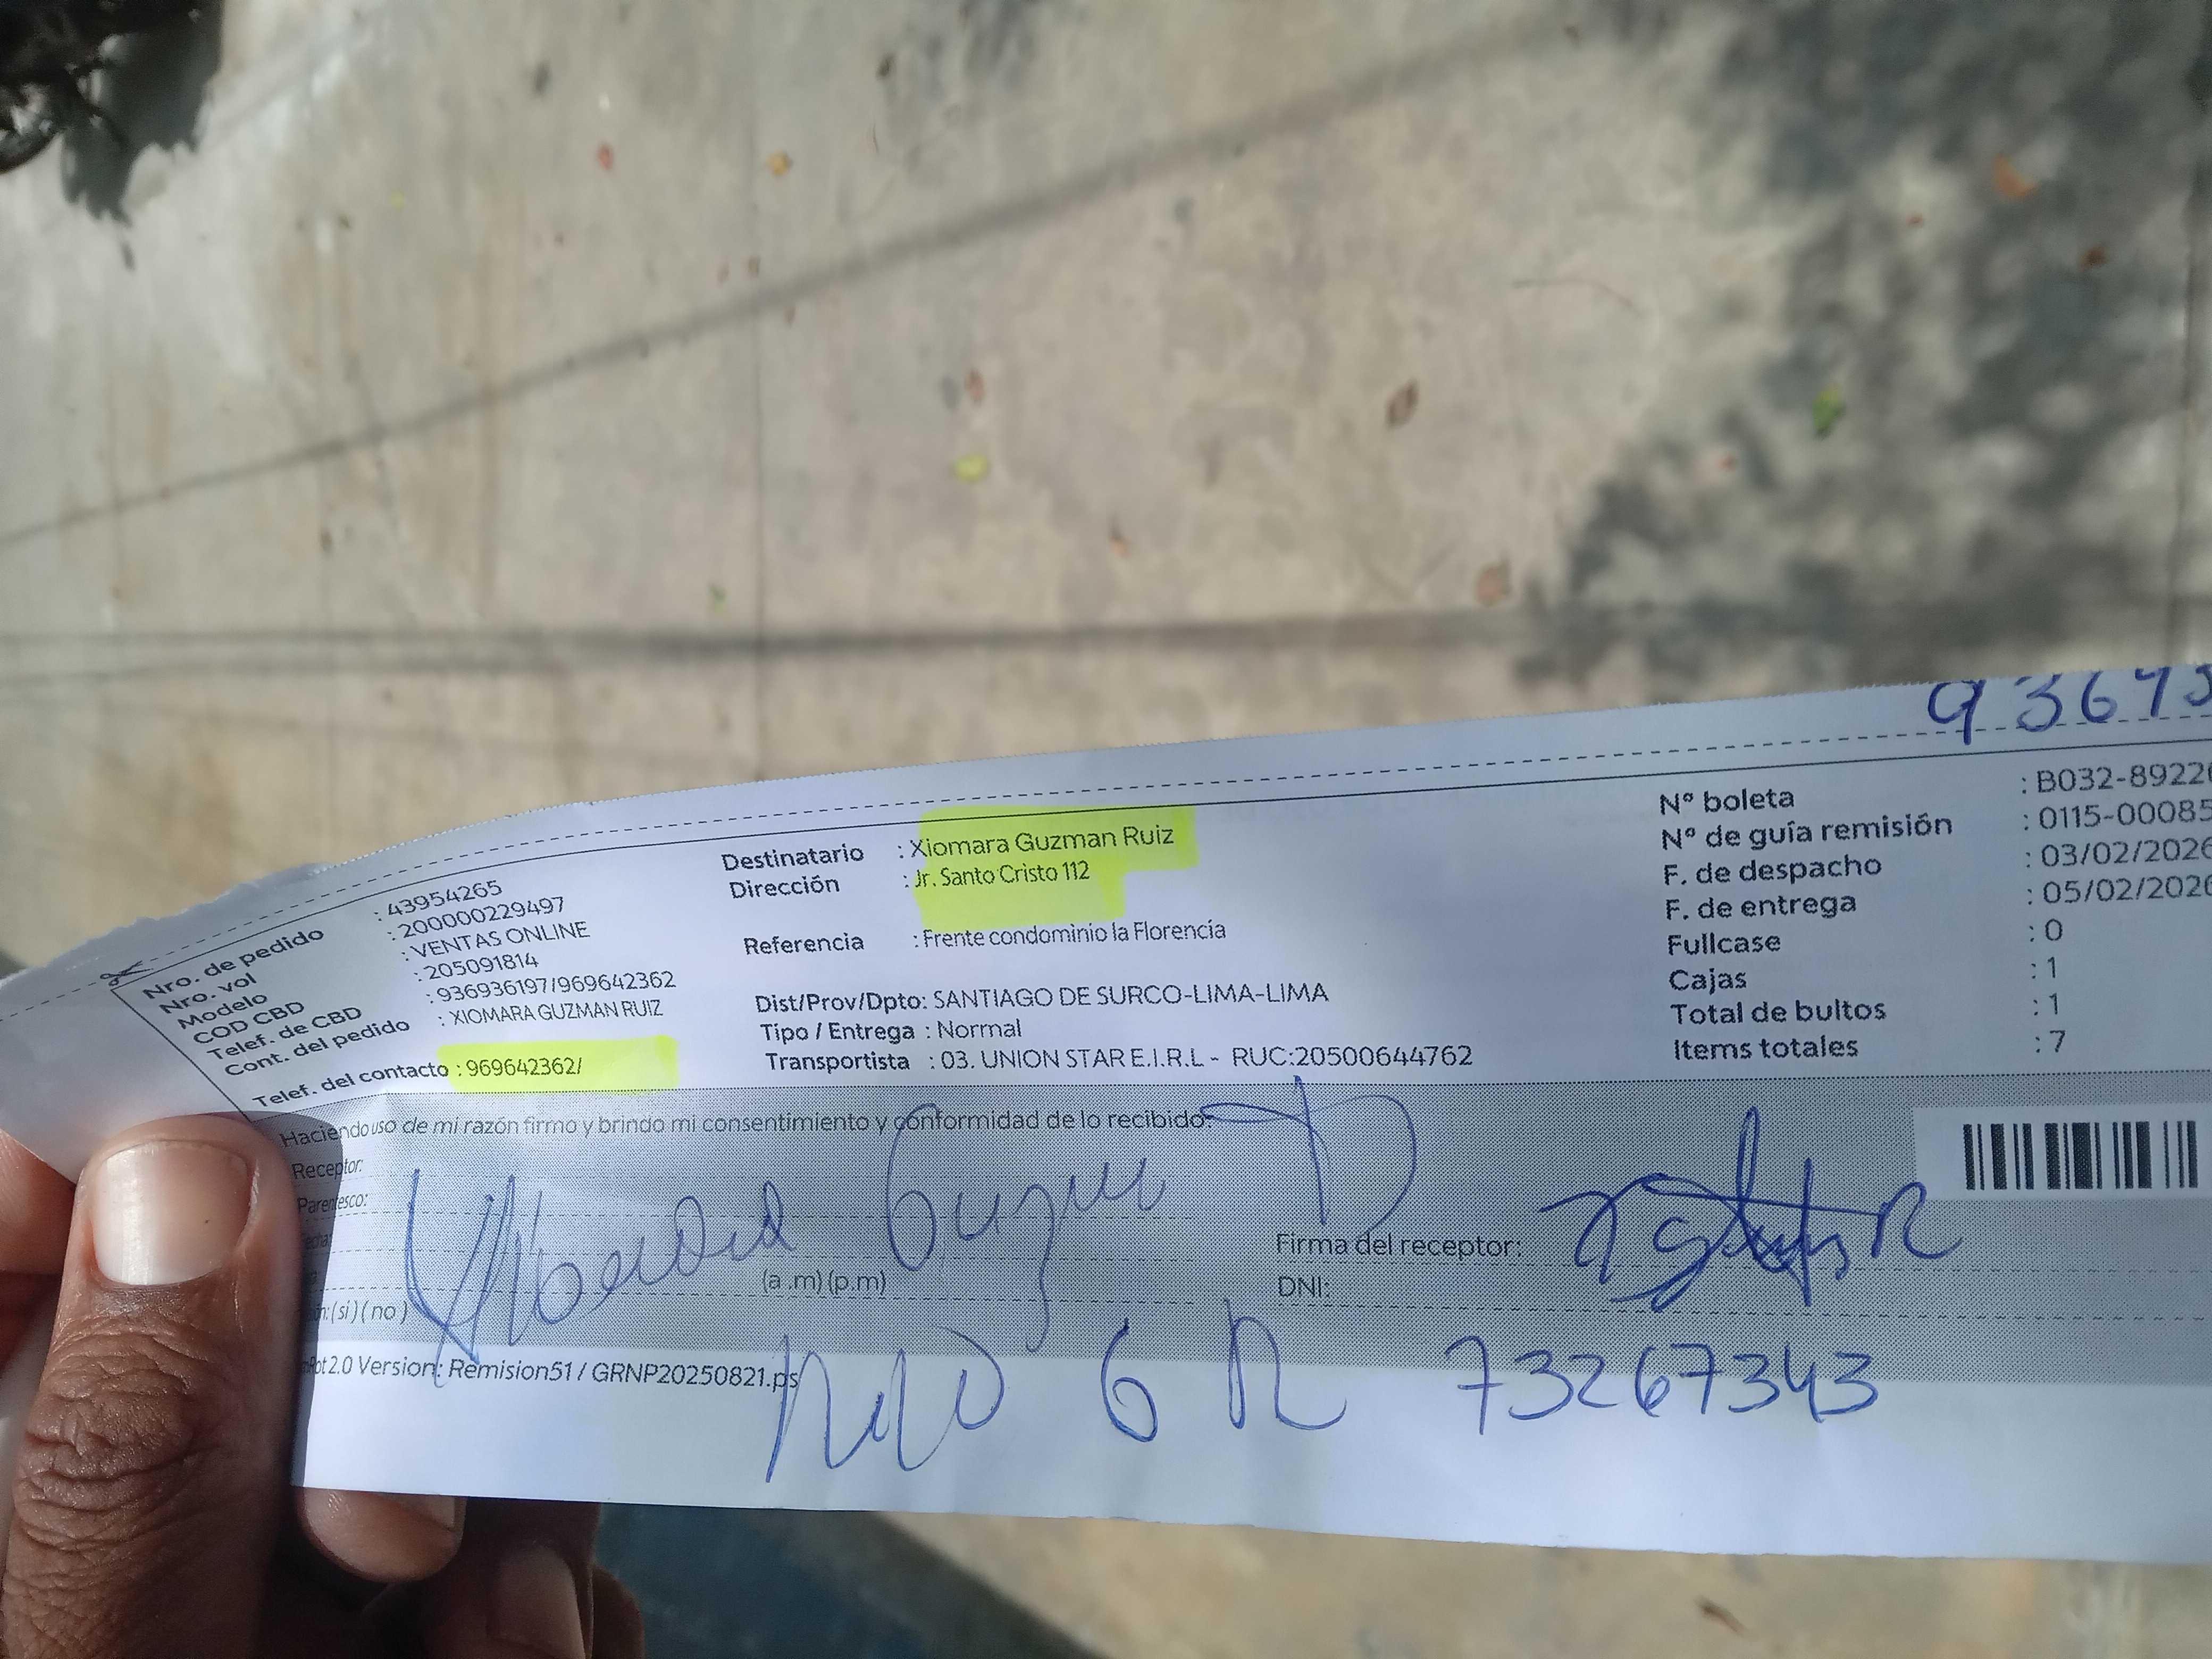 93673
Nro. de pedido : 43954265
Nro. vol : 200000229497
Modelo : VENTAS ONLINE
COD CBD : 205091814
Telef. de CBD : 936936197/969642362
Cont. del pedido : XIOMARA GUZMAN RUIZ
Telef. del contacto : 969642362/
Destinatario : Xiomara Guzman Ruiz
Dirección : Jr. Santo Cristo 112
Referencia : Frente condominio la Florencia
Dist/Prov/Dpto: SANTIAGO DE SURCO-LIMA-LIMA
Tipo / Entrega : Normal
Transportista : 03. UNION STAR E.I.R.L - RUC:20500644762
Nº boleta : B032-8922
Nº de guía remisión : 0115-00085
F. de despacho : 03/02/2026
F. de entrega : 05/02/2026
Fullcase : 0
Cajas : 1
Total de bultos : 1
Items totales : 7
Haciendo uso de mi razón firmo y brindo mi consentimiento y conformidad de lo recibido:
Receptor:
Parentesco:
(a .m) (p.m)
(si) ( no )
Firma del receptor:
DNI:
2.0 Version: Remision51 / GRNP20250821.ps
73267343